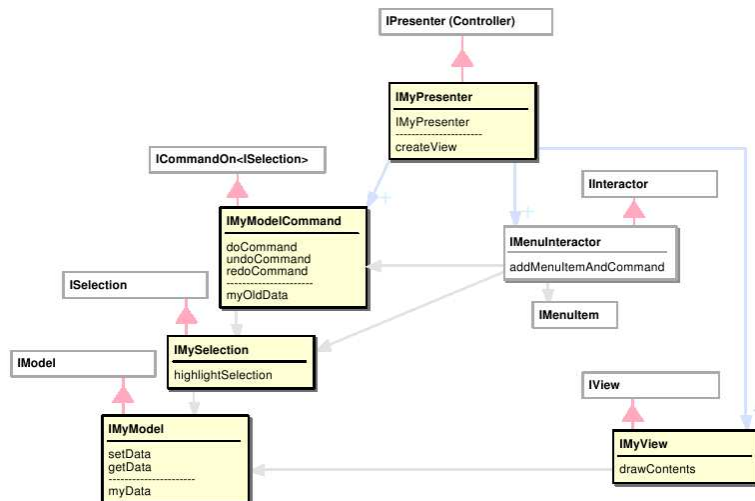 IPresenter (Controller)
IMyPresenter
IMyPresenter
-----------------------
createView
ICommandOn<ISelection>
IInteractor
IMyModelCommand
doCommand
undoCommand
redoCommand
-----------------------
myOldData
IMenuInteractor
addMenuItemAndCommand
ISelection
IMenuItem
IMySelection
highlightSelection
IModel
IView
IMyModel
setData
getData
-----------------------
myData
IMyView
drawContents